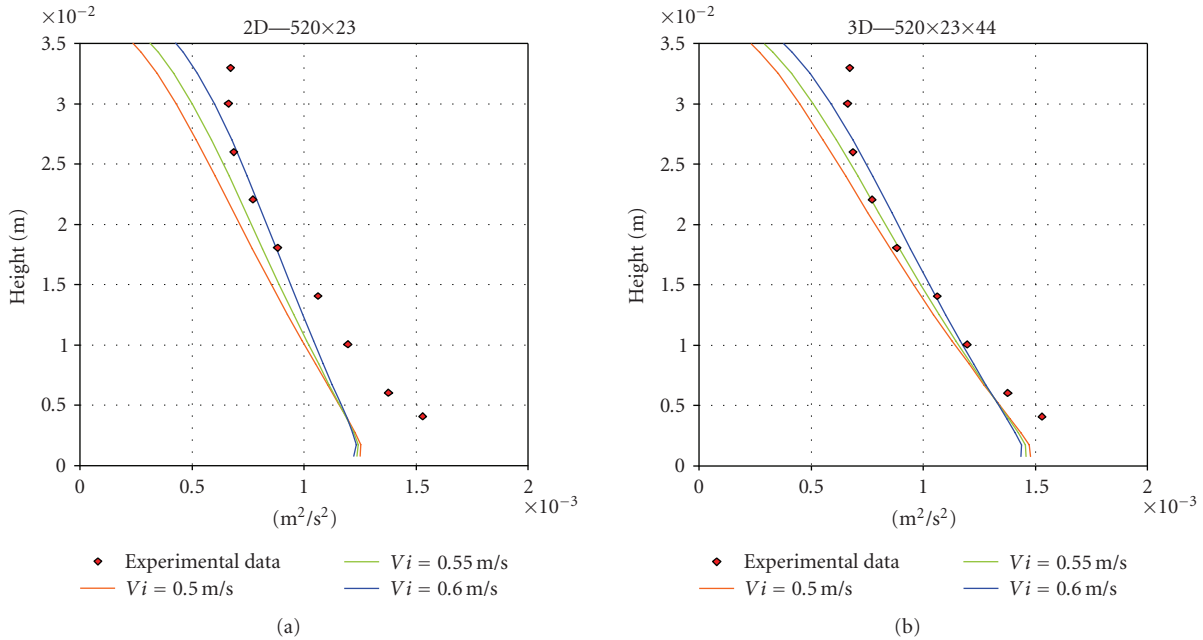 ×10⁻²
2D—520×23
3.5
3
2.5
2
1.5
1
0.5
0
Height (m)
0
0.5
1
1.5
2
×10⁻³
(m²/s²)
Experimental data
Vi = 0.5 m/s
Vi = 0.55 m/s
Vi = 0.6 m/s
(a)
×10⁻²
3D—520×23×44
3.5
3
2.5
2
1.5
1
0.5
0
Height (m)
0
0.5
1
1.5
2
×10⁻³
(m²/s²)
Experimental data
Vi = 0.5 m/s
Vi = 0.55 m/s
Vi = 0.6 m/s
(b)